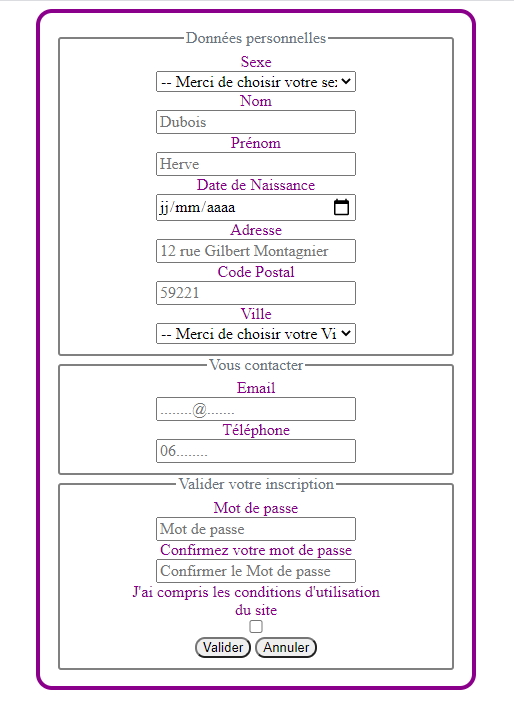 Données personnelles
Sexe
-- Merci de choisir votre se
Nom
Dubois
Prénom
Herve
Date de Naissance
jj/mm/aaaa
Adresse
12 rue Gilbert Montagnier
Code Postal
59221
Ville
-- Merci de choisir votre Vi
Vous contacter
Email
........@.......
Téléphone
06........
Valider votre inscription
Mot de passe
Mot de passe
Confirmez votre mot de passe
Confirmer le Mot de passe
J'ai compris les conditions d'utilisation
du site
Valider Annuler